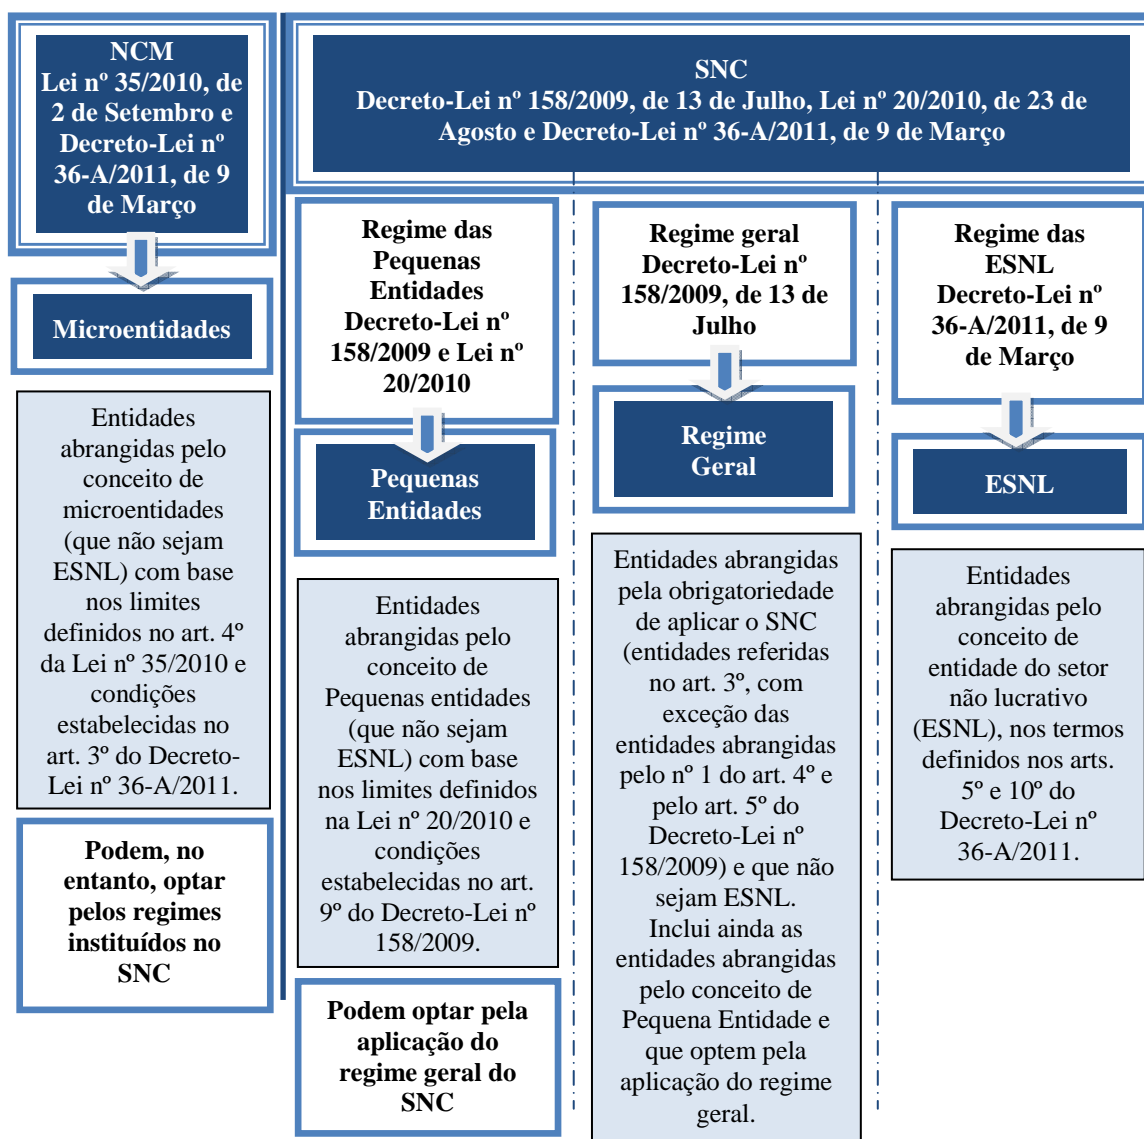 NCM
Lei nº 35/2010, de
2 de Setembro e
Decreto-Lei nº
36-A/2011, de 9
de Março
Microentidades
Entidades
abrangidas pelo
conceito de
microentidades
(que não sejam
ESNL) com base
nos limites
definidos no art. 4º
da Lei nº 35/2010 e
condições
estabelecidas no
art. 3º do Decreto-
Lei nº 36-A/2011.
Podem, no
entanto, optar
pelos regimes
instituídos no
SNC
SNC
Decreto-Lei nº 158/2009, de 13 de Julho, Lei nº 20/2010, de 23 de
Agosto e Decreto-Lei nº 36-A/2011, de 9 de Março
Regime das
Pequenas
Entidades
Decreto-Lei nº
158/2009 e Lei nº
20/2010
Pequenas
Entidades
Entidades
abrangidas pelo
conceito de
Pequenas entidades
(que não sejam
ESNL) com base
nos limites definidos
na Lei nº 20/2010 e
condições
estabelecidas no art.
9º do Decreto-Lei nº
158/2009.
Podem optar pela
aplicação do
regime geral do
SNC
Regime geral
Decreto-Lei nº
158/2009, de 13 de
Julho
Regime
Geral
Entidades abrangidas
pela obrigatoriedade
de aplicar o SNC
(entidades referidas
no art. 3º, com
exceção das
entidades abrangidas
pelo nº 1 do art. 4º e
pelo art. 5º do
Decreto-Lei nº
158/2009) e que não
sejam ESNL.
Inclui ainda as
entidades abrangidas
pelo conceito de
Pequena Entidade e
que optem pela
aplicação do regime
geral.
Regime das
ESNL
Decreto-Lei nº
36-A/2011, de 9
de Março
ESNL
Entidades
abrangidas pelo
conceito de
entidade do setor
não lucrativo
(ESNL), nos termos
definidos nos arts.
5º e 10º do
Decreto-Lei nº
36-A/2011.